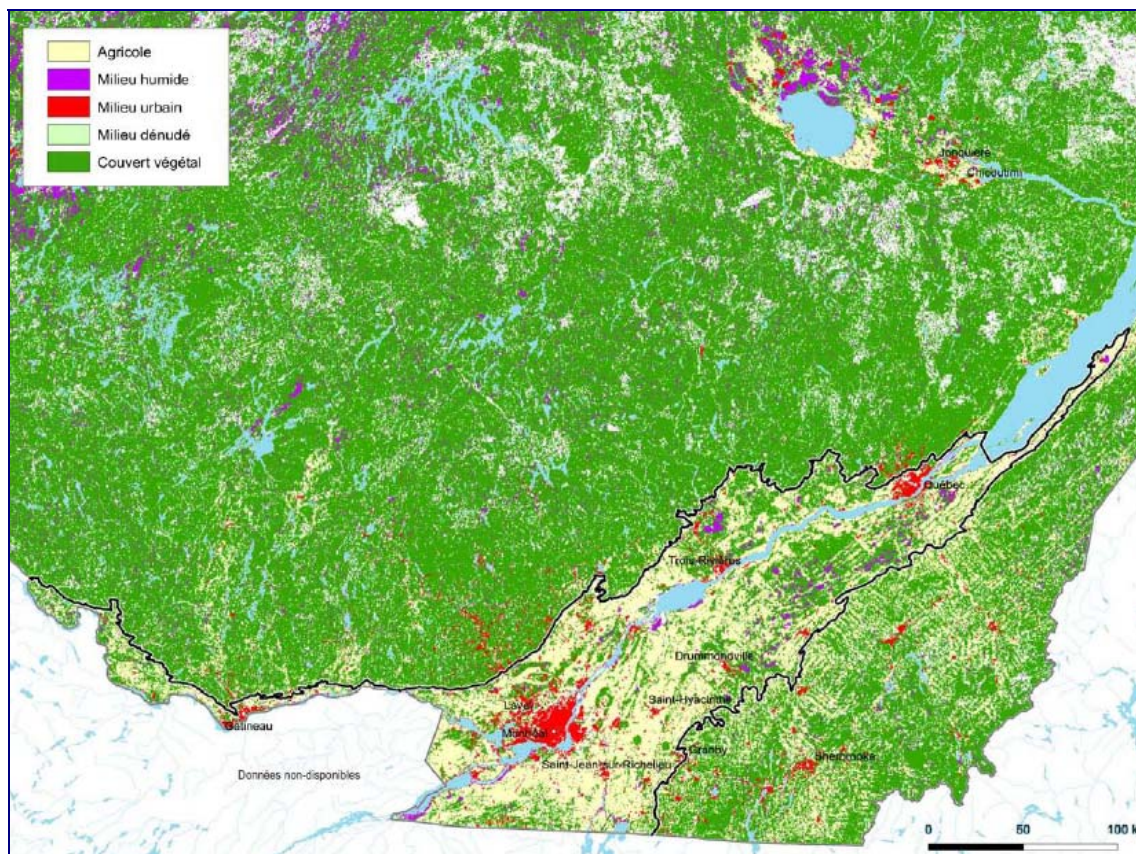 Agricole
Milieu humide
Milieu urbain
Milieu dénudé
Couvert végétal
Jonquière
Chicoutimi
Québec
Trois-Rivières
Drummondville
Saint-Hyacinthe
Laval
Montréal
Granby
Saint-Jean-sur-Richelieu
Sherbrooke
Gatineau
Données non-disponibles
0 50 100 k